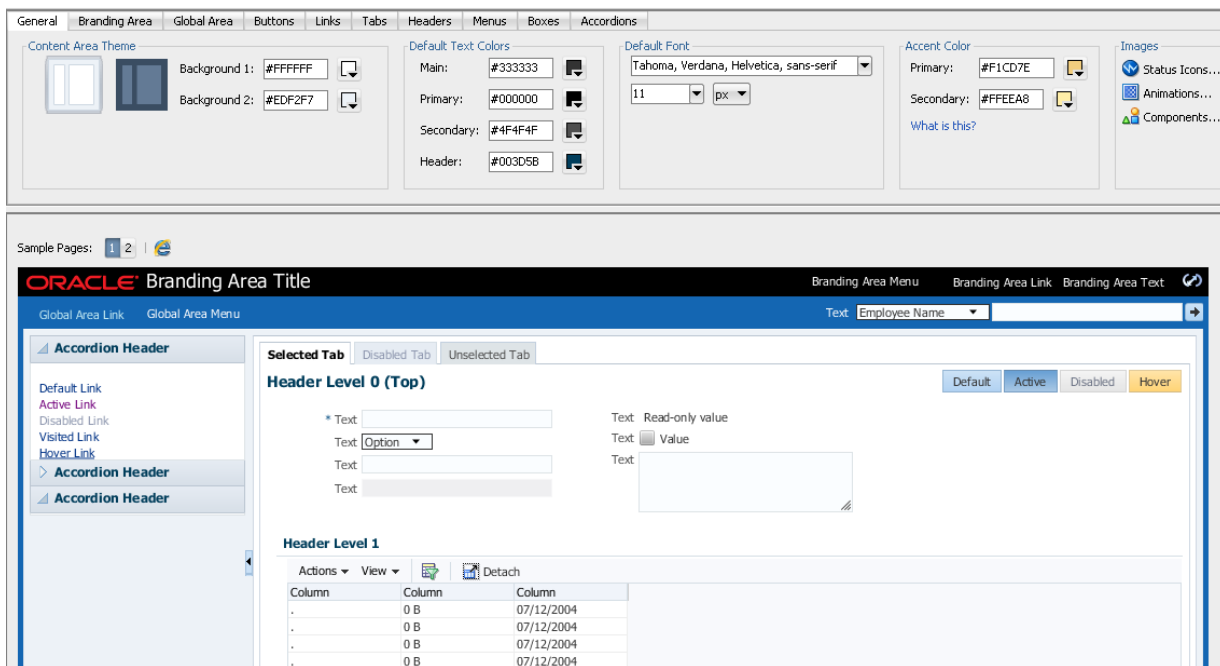 General Branding Area Global Area Buttons Links Tabs Headers Menus Boxes Accordions
Content Area Theme
Background 1: #FFFFFF
Background 2: #EDF2F7
Default Text Colors
Main: #333333
Primary: #000000
Secondary: #4F4F4F
Header: #003D5B
Default Font
Tahoma, Verdana, Helvetica, sans-serif
11 px
Accent Color
Primary: #F1CD7E
Secondary: #FFEEA8
What is this?
Images
Status Icons...
Animations...
Components...
Sample Pages: 1 2
ORACLE Branding Area Title Branding Area Menu Branding Area Link Branding Area Text
Global Area Link Global Area Menu Text Employee Name
Accordion Header
Default Link
Active Link
Disabled Link
Visited Link
Hover Link
Accordion Header
Accordion Header
Selected Tab Disabled Tab Unselected Tab
Header Level 0 (Top) Default Active Disabled Hover
* Text
Text Option
Text
Text
Text Read-only value
Text Value
Text
Header Level 1
Actions View Detach
Column Column Column
. 0 B 07/12/2004
. 0 B 07/12/2004
. 0 B 07/12/2004
. 0 B 07/12/2004